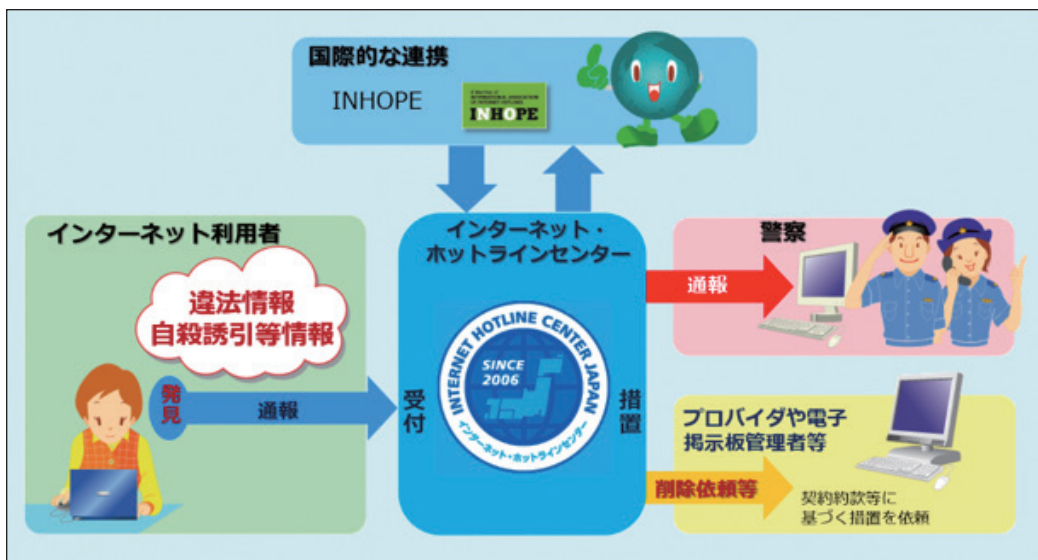 国際的な連携
INHOPE
INTERNATIONAL ASSOCIATION
OF INTERNET HOTLINES
INHOPE
インターネット利用者
違法情報
自殺誘引等情報
発見
通報
インターネット・
ホットラインセンター
受付
INTERNET HOTLINE CENTER JAPAN
SINCE
2006
インターネット・ホットラインセンター
措置
警察
通報
プロバイダや電子
掲示板管理者等
削除依頼等
契約約款等に
基づく措置を依頼